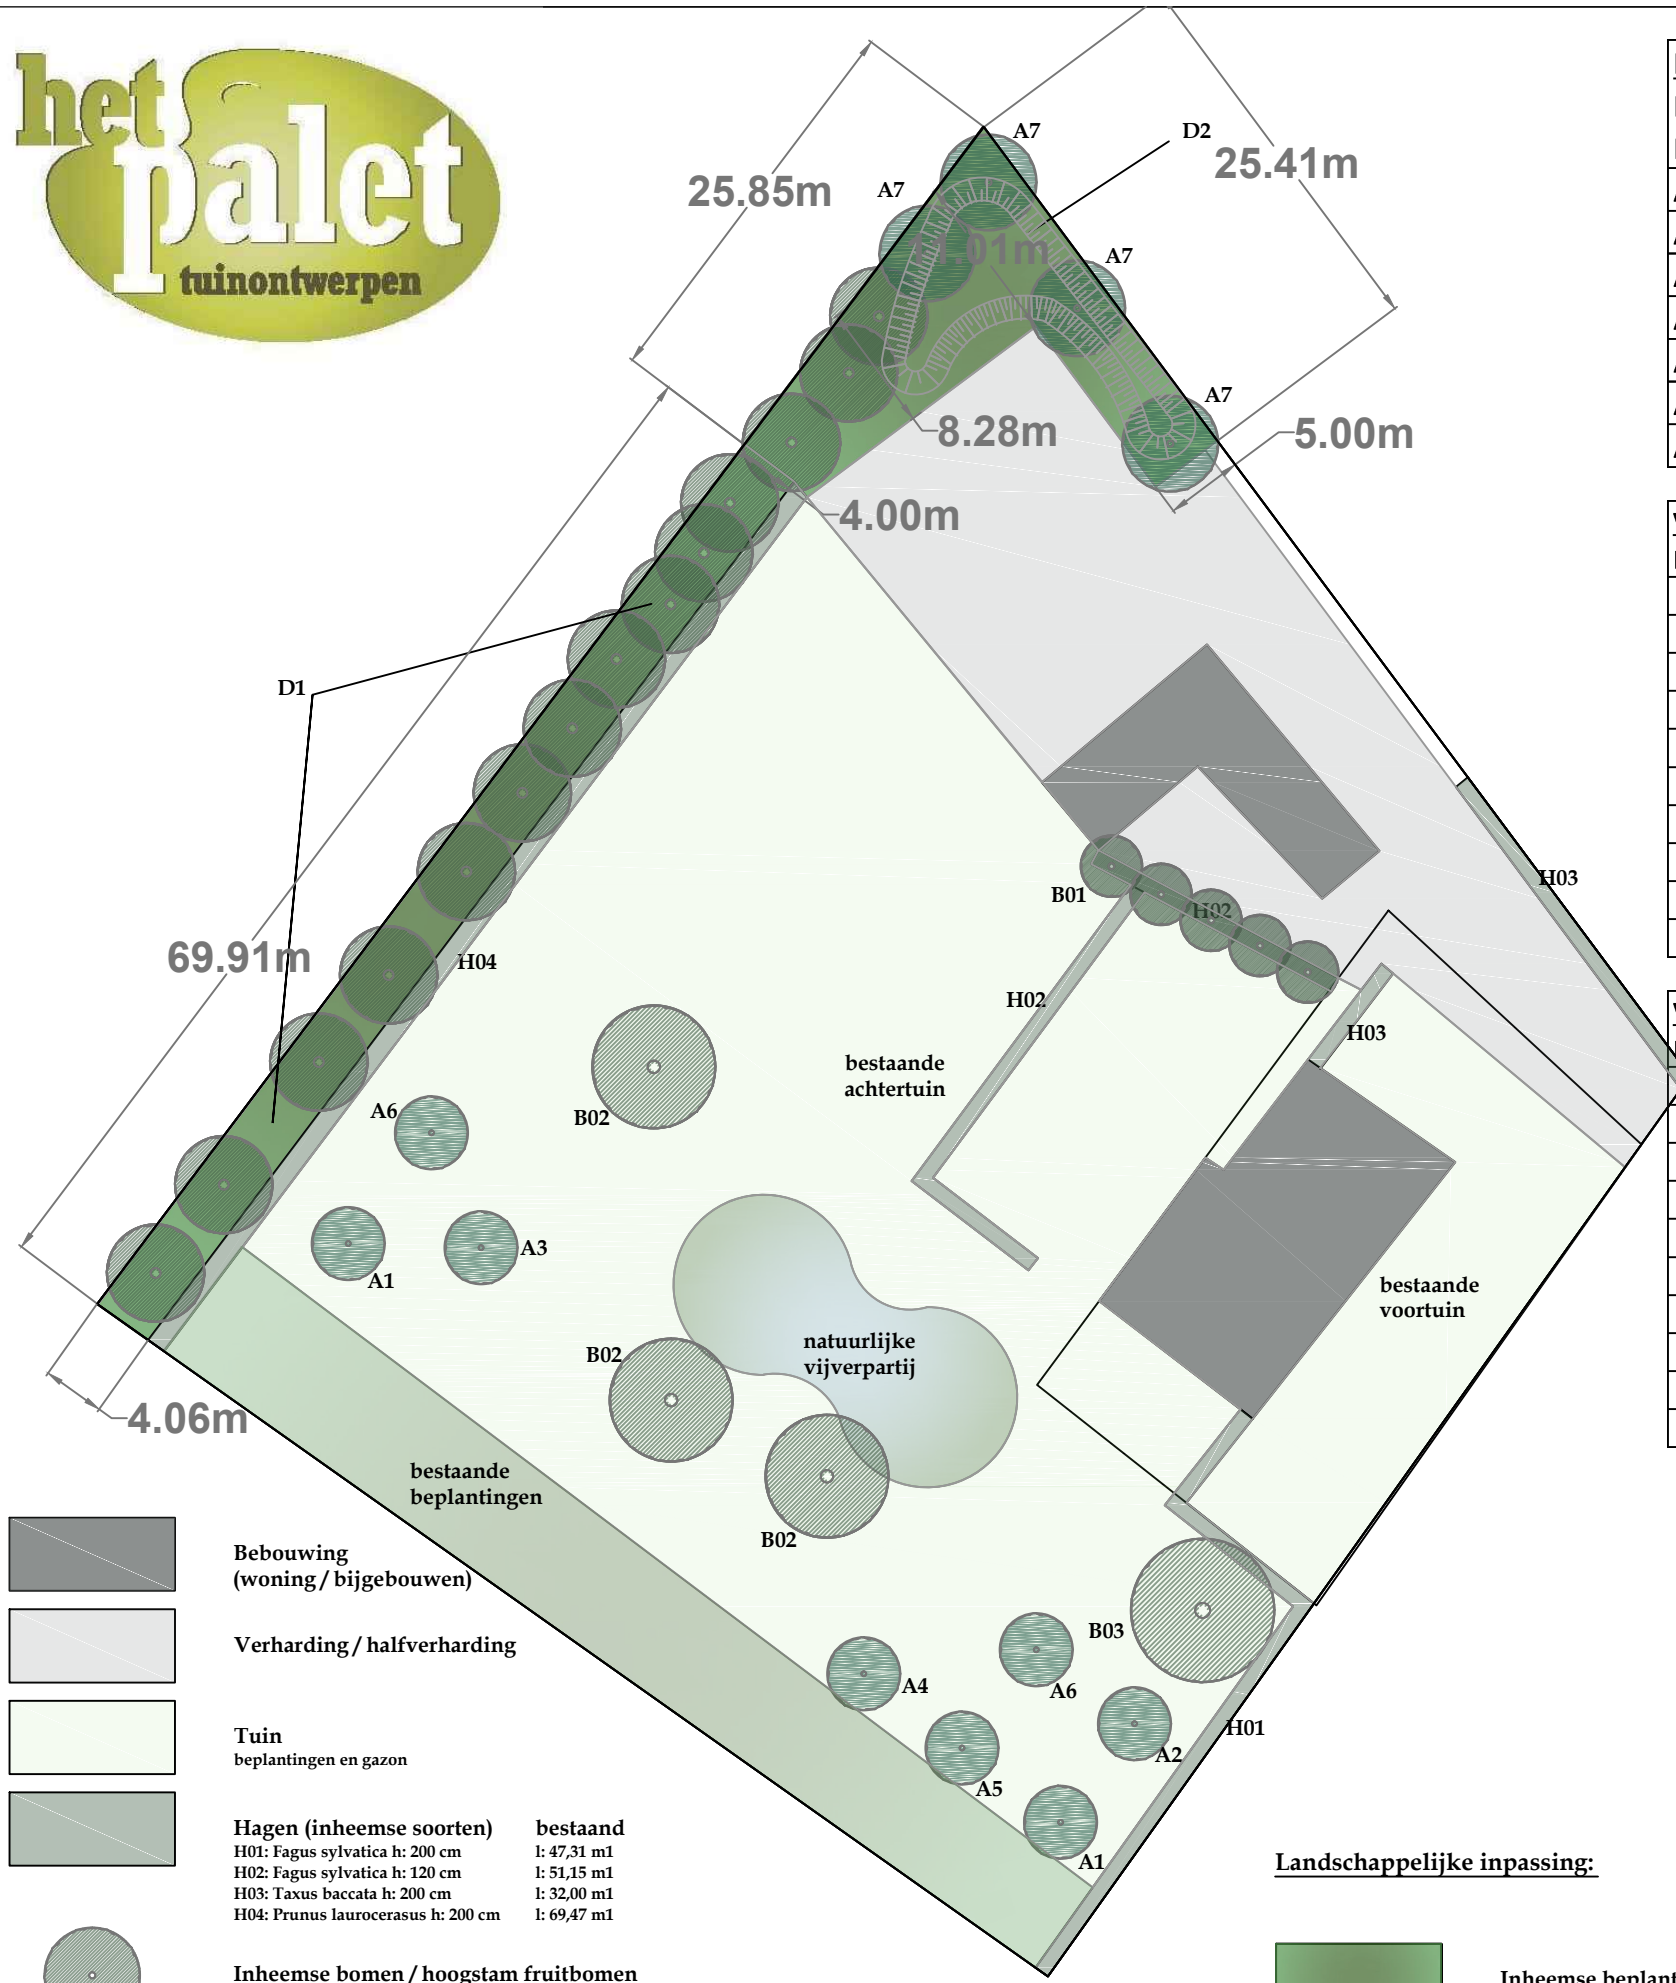 het
palet
tuinontwerpen
A7
D2
25.41m
25.85m
A7
11.01m
A7
A7
8.28m
5.00m
4.00m
D1
H03
B01
H02
69.91m
H04
H02
H03
bestaande
achtertuin
A6
B02
A1
A3
bestaande
voortuin
natuurlijke
vijverpartij
B02
4.06m
bestaande
beplantingen
B02
Bebouwing
(woning / bijgebouwen)
B03
Verharding / halfverharding
A4
A6
H01
Tuin
beplantingen en gazon
A2
A5
Hagen (inheemse soorten) bestaand
H01: Fagus sylvatica h: 200 cm l: 47,31 m1
H02: Fagus sylvatica h: 120 cm l: 51,15 m1
H03: Taxus baccata h: 200 cm l: 32,00 m1
H04: Prunus laurocerasus h: 200 cm l: 69,47 m1
A1
Landschappelijke inpassing:
Inheemse bomen / hoogstam fruitbomen
Inheemse